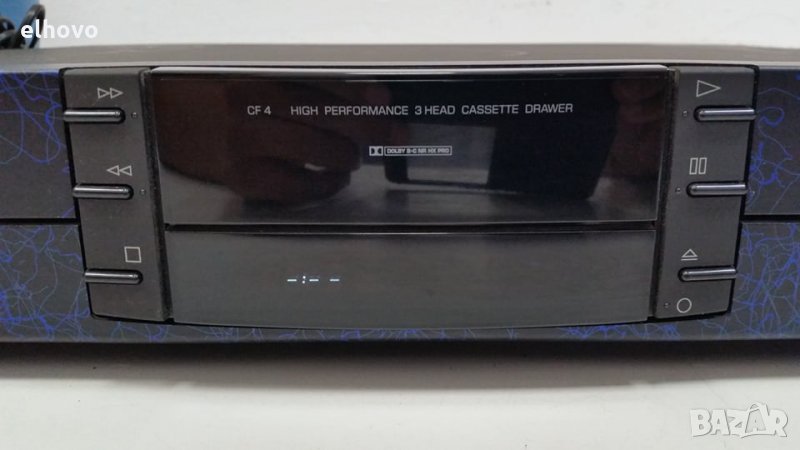 elhovo
CF 4 HIGH PERFORMANCE 3 HEAD CASSETTE DRAWER
DOLBY B-C NR HX PRO
-:- -
BAZAR